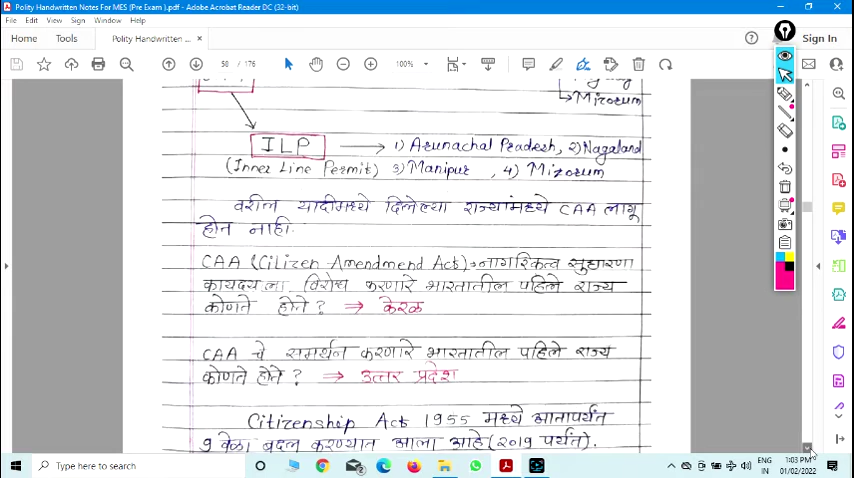 Polity Handwritten Notes For MES (Pre Exam ).pdf - Adobe Acrobat Reader DC (32-bit)
File Edit View Sign Window Help
Home Tools Polity Handwritten ... × Sign In
50 / 176 100%
→ Mizorum
ILP → 1) Arunachal Pradesh, 2) Nagaland
(Inner Line Permit) 3) Manipur , 4) Mizorum
वरील यादीमध्ये दिलेल्या राज्यांमध्ये CAA लागू
होत नाही.
CAA (Citizen Amendment Act) नागरिकत्व सुधारणा
कायदयला विरोध करणारे भारतातील पहिले राज्य
कोणते होते ? ⇒ केरळ
CAA चे समर्थन करणारे भारतातील पहिले राज्य
कोणते होते ? ⇒ उत्तर प्रदेश
Citizenship Act 1955 मध्ये आतापर्यंत
9 वेळा बदल करण्यात आला आहे (2019 पर्यंत).
Type here to search
ENG
IN
1:03 PM
01/02/2022